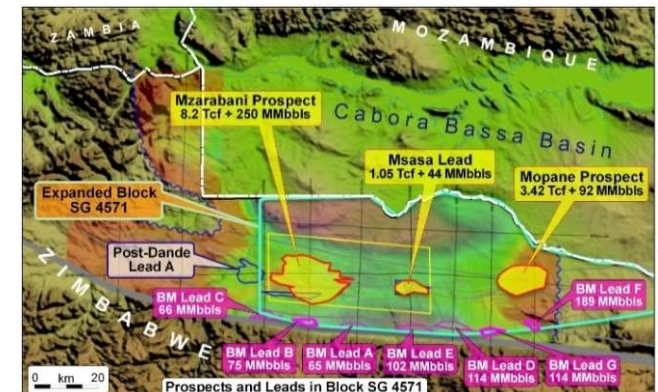 ZAMBIA
MOZAMBIQUE
Mzarabani Prospect
8.2 Tcf + 250 MMbbls
Cabora Bassa Basin
Msasa Lead
1.05 Tcf + 44 MMbbls
Mopane Prospect
3.42 Tcf + 92 MMbbls
Expanded Block
SG 4571
Post-Dande
Lead A
ZIMBABWE
BM Lead C
66 MMbbls
BM Lead F
189 MMbbls
BM Lead B
75 MMbbls
BM Lead A
65 MMbbls
BM Lead E
102 MMbbls
BM Lead D
114 MMbbls
BM Lead G
114 MMbbls
0 km 20
Prospects and Leads in Block SG 4571